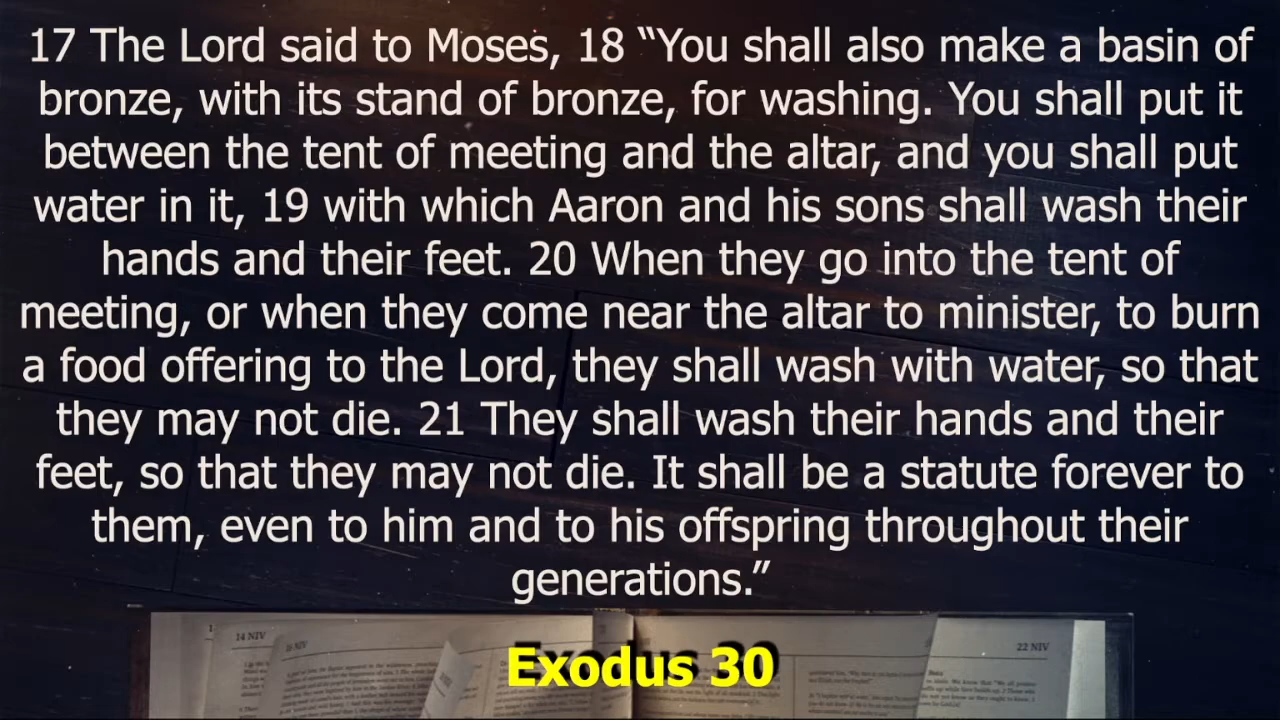 17 The Lord said to Moses, 18 “You shall also make a basin of
bronze, with its stand of bronze, for washing. You shall put it
between the tent of meeting and the altar, and you shall put
water in it, 19 with which Aaron and his sons shall wash their
hands and their feet. 20 When they go into the tent of
meeting, or when they come near the altar to minister, to burn
a food offering to the Lord, they shall wash with water, so that
they may not die. 21 They shall wash their hands and their
feet, so that they may not die. It shall be a statute forever to
them, even to him and to his offspring throughout their
generations.”
14 NIV
16 NIV
22 NIV
Exodus 30